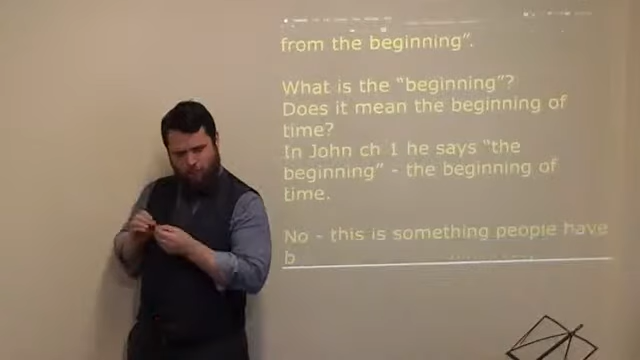 from the beginning".
What is the "beginning"?
Does it mean the beginning of
time?
In John ch 1 he says "the
beginning" - the beginning of
time.
No - this is something people have
b